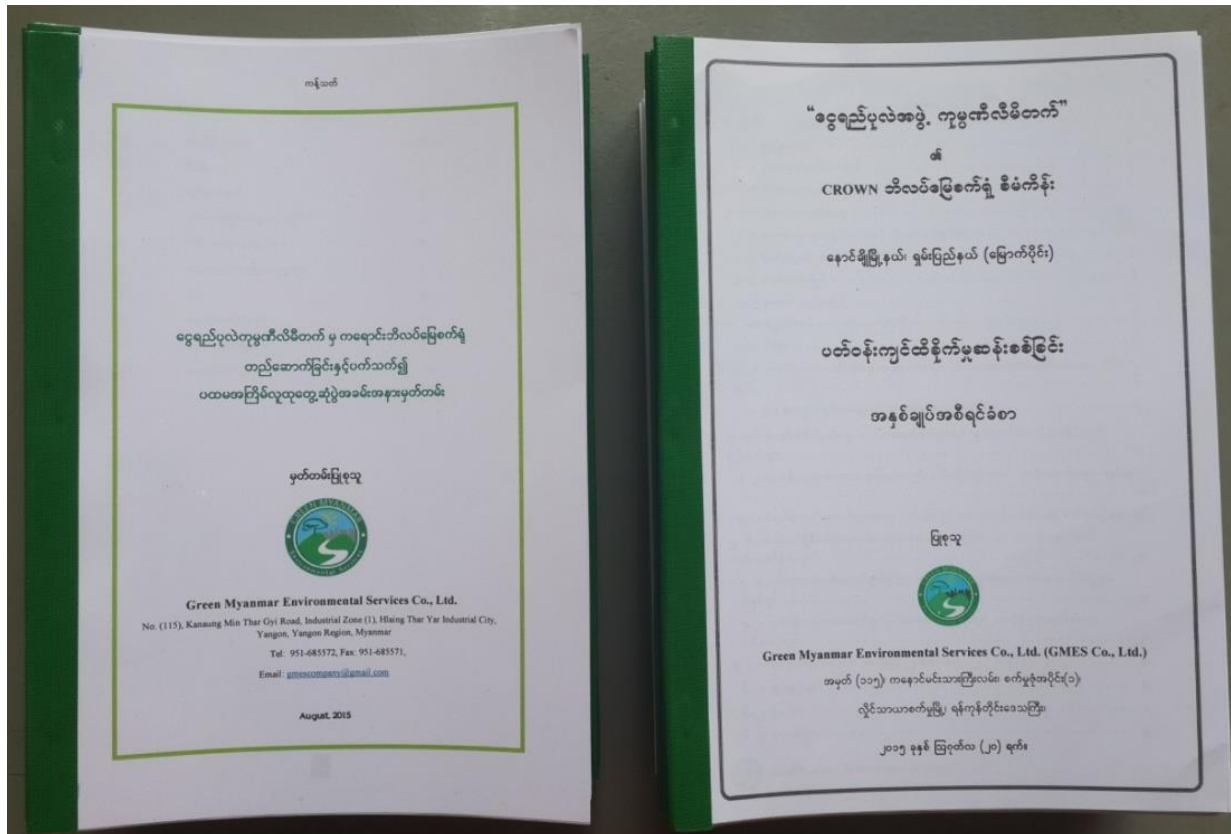 ကန့်သတ်
ငွေရည်ပုလဲကုမ္ပဏီလိမိတက် မှ ကရောင်းဘိလပ်မြေစက်ရုံ
တည်ဆောက်ခြင်းနှင့်ပက်သက်၍
ပထမအကြိမ်လူထုတွေ့ဆုံပွဲအခမ်းအနားမှတ်တမ်း
မှတ်တမ်းပြုစုသူ
GREEN MYANMAR
Environmental Services
Green Myanmar Environmental Services Co., Ltd.
No. (115), Kanaung Min Thar Gyi Road, Industrial Zone (1), Hlaing Thar Yar Industrial City,
Yangon, Yangon Region, Myanmar
Tel: 951-685572, Fax: 951-685571,
Email: gmescompany@gmail.com
August, 2015
“ငွေရည်ပုလဲအဖွဲ့ ကုမ္ပဏီလီမိတက်”
၏
CROWN ဘိလပ်မြေစက်ရုံ စီမံကိန်း
နောင်ချိုမြို့နယ်၊ ရှမ်းပြည်နယ် (မြောက်ပိုင်း)
ပတ်ဝန်းကျင်ထိခိုက်မှုဆန်းစစ်ခြင်း
အနှစ်ချုပ်အစီရင်ခံစာ
ပြုစုသူ
Green Myanmar Environmental Services Co., Ltd. (GMES Co., Ltd.)
အမှတ် (၁၁၅)၊ ကနောင်မင်းသားကြီးလမ်း၊ စက်မှုဇုံအပိုင်း(၁)၊
လှိုင်သာယာစက်မှုမြို့၊ ရန်ကုန်တိုင်းဒေသကြီး၊
၂၀၁၅ ခုနှစ် ဩဂုတ်လ (၂၀) ရက်။